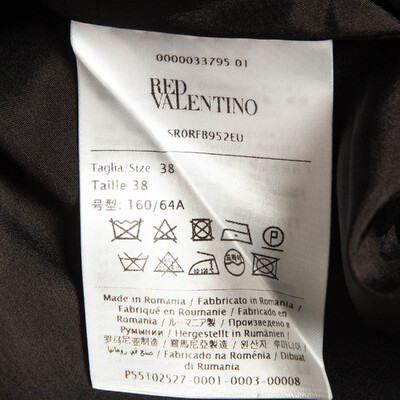 0000033795 01
RED
VALENTINO
SR0RFB952EU
Taglia/Size 38
Taille 38
号型: 160/64A
P
Made in Romania / Fabbricato in Romania /
Fabriqué en Roumanie / Fabricado en
Romania / ルーマニア製 / Произведено в
Румынии / Hergestellt in Rumänien /
罗马尼亚制造 / 羅馬尼亞製造 / 원산지 루마니아 /
صنع في رومانيا / Fabricado na Roménia / Dibuat
di Rumania
P55102527-0001-0003-00008